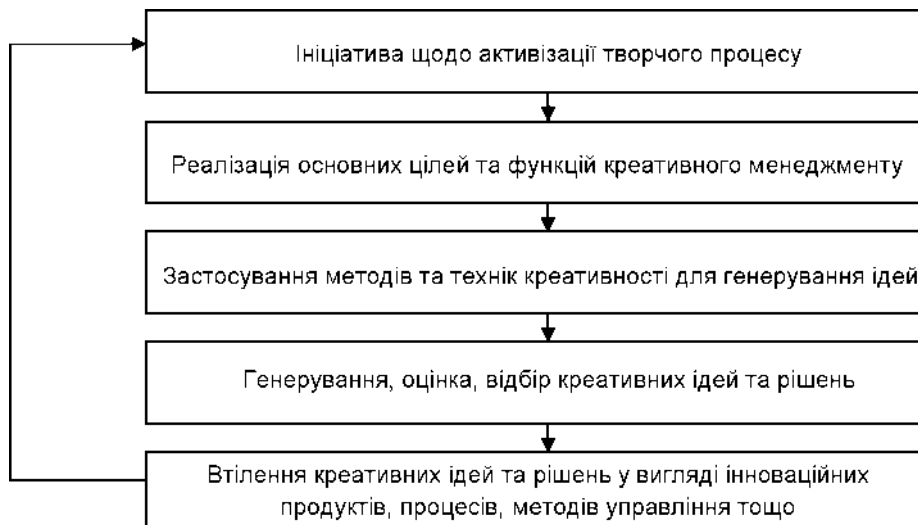 Ініціатива щодо активізації творчого процесу
Реалізація основних цілей та функцій креативного менеджменту
Застосування методів та технік креативності для генерування ідей
Генерування, оцінка, відбір креативних ідей та рішень
Втілення креативних ідей та рішень у вигляді інноваційних
продуктів, процесів, методів управління тощо